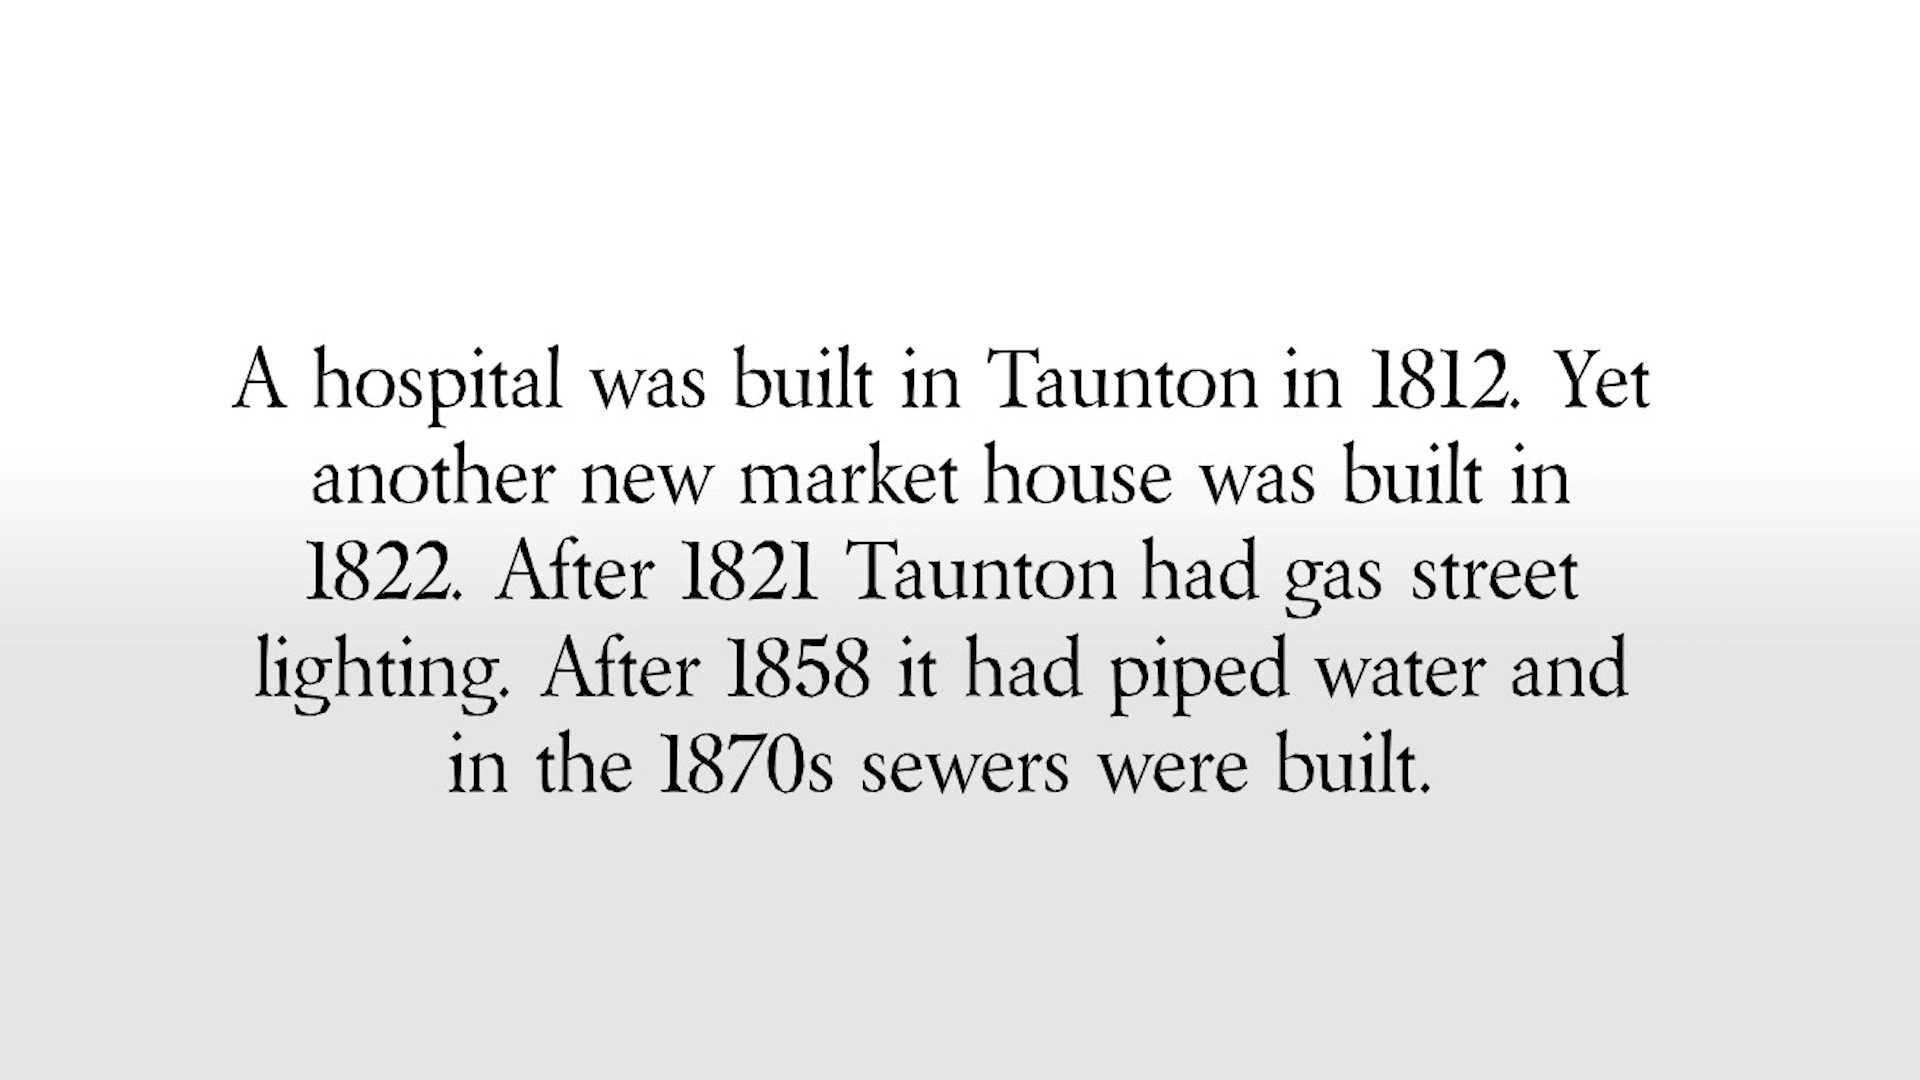 A hospital was built in Taunton in 1812. Yet
another new market house was built in
1822. After 1821 Taunton had gas street
lighting. After 1858 it had piped water and
in the 1870s sewers were built.